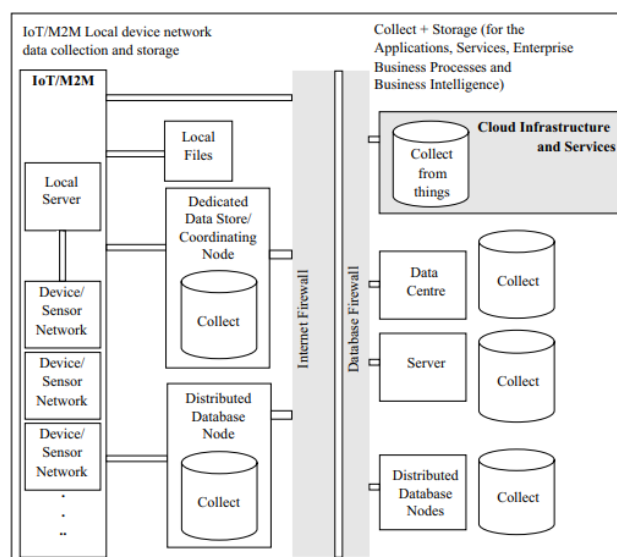 IoT/M2M Local device network
data collection and storage
Collect + Storage (for the
Applications, Services, Enterprise
Business Processes and
Business Intelligence)
IoT/M2M
Local
Server
Device/
Sensor
Network
Device/
Sensor
Network
Device/
Sensor
Network
.
.
..
Local
Files
Dedicated
Data Store/
Coordinating
Node
Collect
Distributed
Database
Node
Collect
Internet Firewall
Database Firewall
Cloud Infrastructure
and Services
Collect
from
things
Data
Centre
Collect
Server
Collect
Distributed
Database
Nodes
Collect